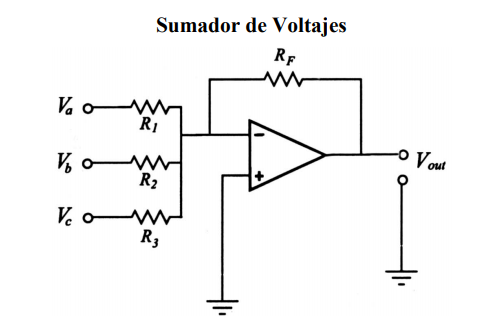 Sumador de Voltajes
R_F
V_a
R_1
V_b
R_2
V_c
R_3
−
+
V_out